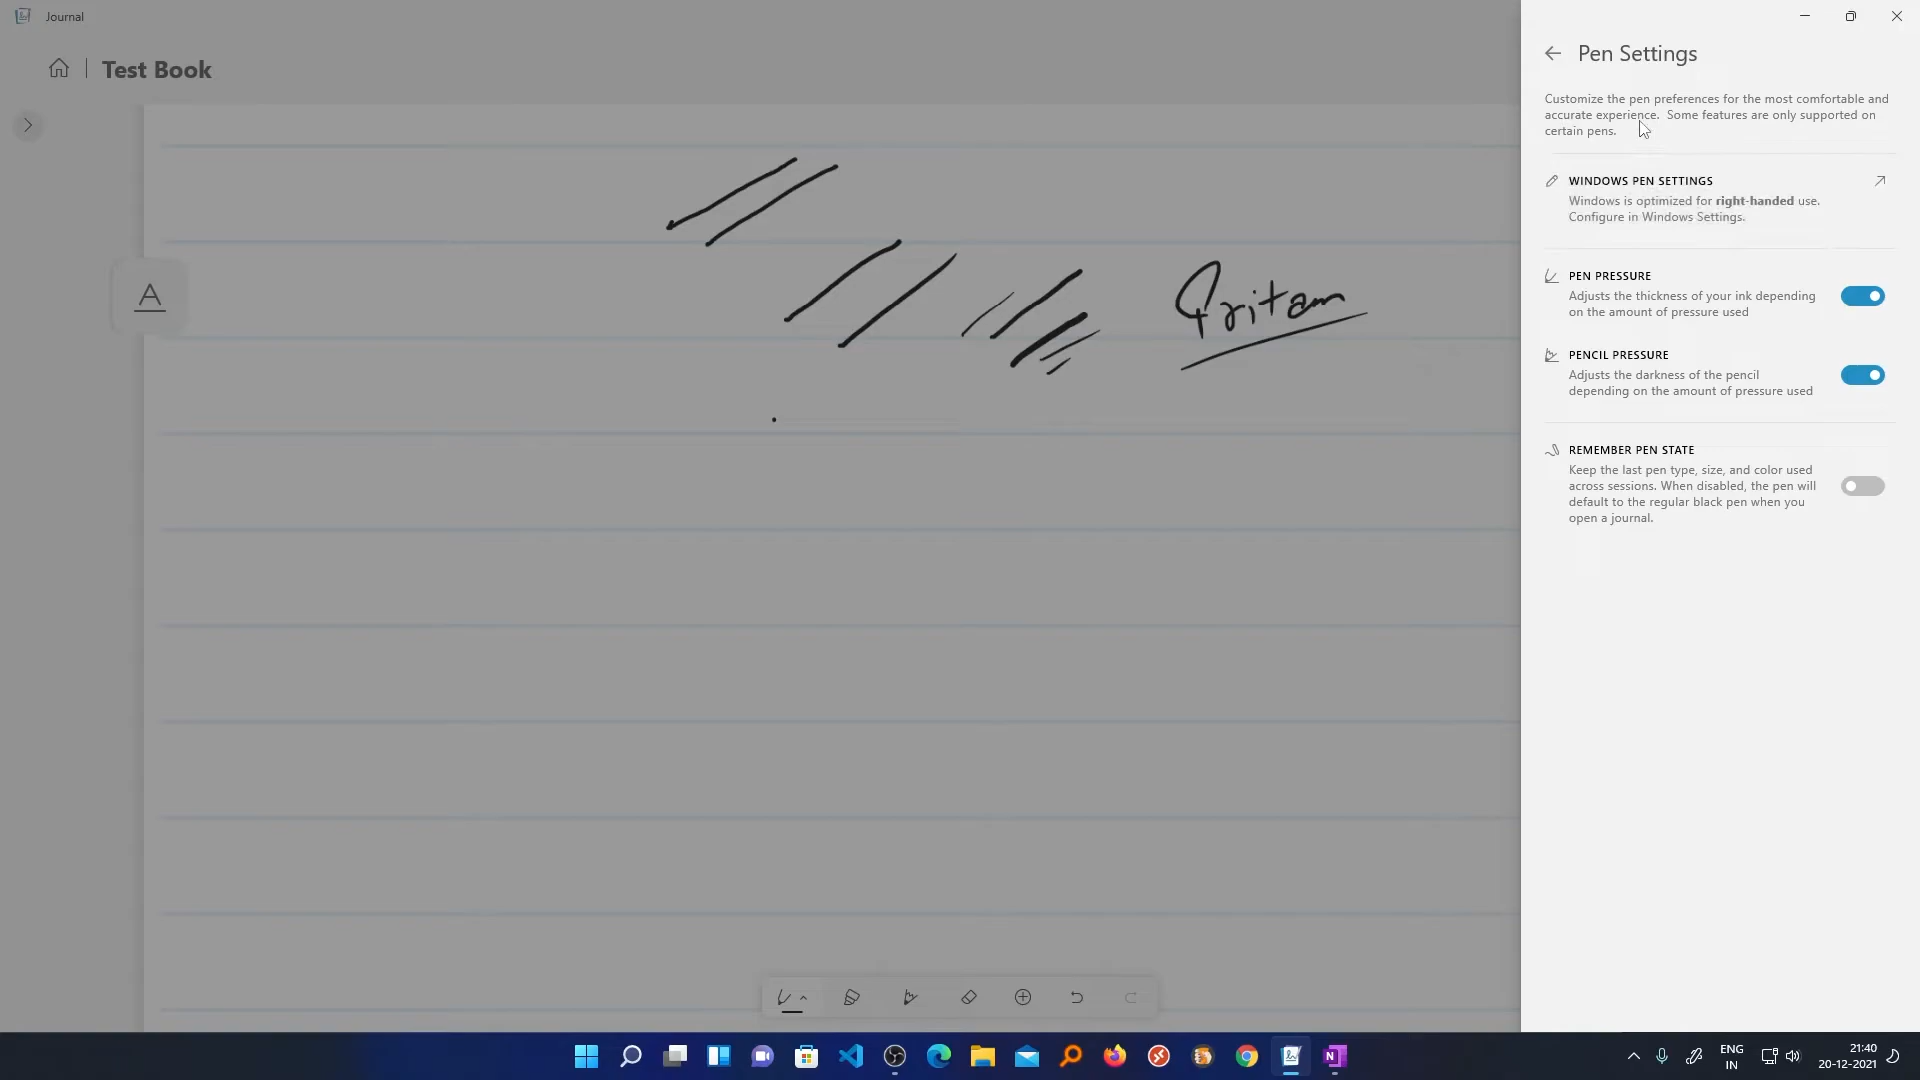 Journal
Test Book
A
Pritam
Pen Settings
Customize the pen preferences for the most comfortable and
accurate experience.  Some features are only supported on
certain pens.
WINDOWS PEN SETTINGS
Windows is optimized for right-handed use.
Configure in Windows Settings.
PEN PRESSURE
Adjusts the thickness of your ink depending
on the amount of pressure used
PENCIL PRESSURE
Adjusts the darkness of the pencil
depending on the amount of pressure used
REMEMBER PEN STATE
Keep the last pen type, size, and color used
across sessions. When disabled, the pen will
default to the regular black pen when you
open a journal.
N
ENG
IN
21:40
20-12-2021